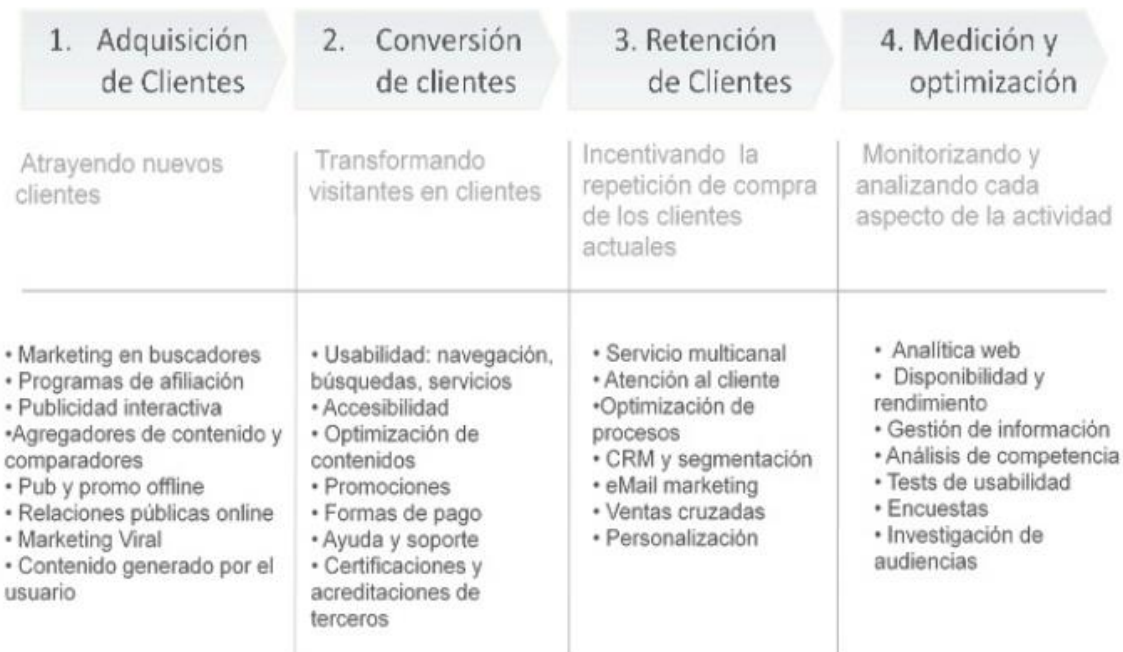 1. Adquisición
de Clientes
2. Conversión
de clientes
3. Retención
de Clientes
4. Medición y
optimización
Atrayendo nuevos
clientes
Transformando
visitantes en clientes
Incentivando la
repetición de compra
de los clientes
actuales
Monitorizando y
analizando cada
aspecto de la actividad
• Marketing en buscadores
• Programas de afiliación
• Publicidad interactiva
•Agregadores de contenido y
comparadores
• Pub y promo offline
• Relaciones públicas online
• Marketing Viral
• Contenido generado por el
usuario
• Usabilidad: navegación,
búsquedas, servicios
• Accesibilidad
• Optimización de
contenidos
• Promociones
• Formas de pago
• Ayuda y soporte
• Certificaciones y
acreditaciones de
terceros
• Servicio multicanal
• Atención al cliente
•Optimización de
procesos
• CRM y segmentación
• eMail marketing
• Ventas cruzadas
• Personalización
• Analítica web
• Disponibilidad y
rendimiento
• Gestión de información
• Análisis de competencia
• Tests de usabilidad
• Encuestas
• Investigación de
audiencias